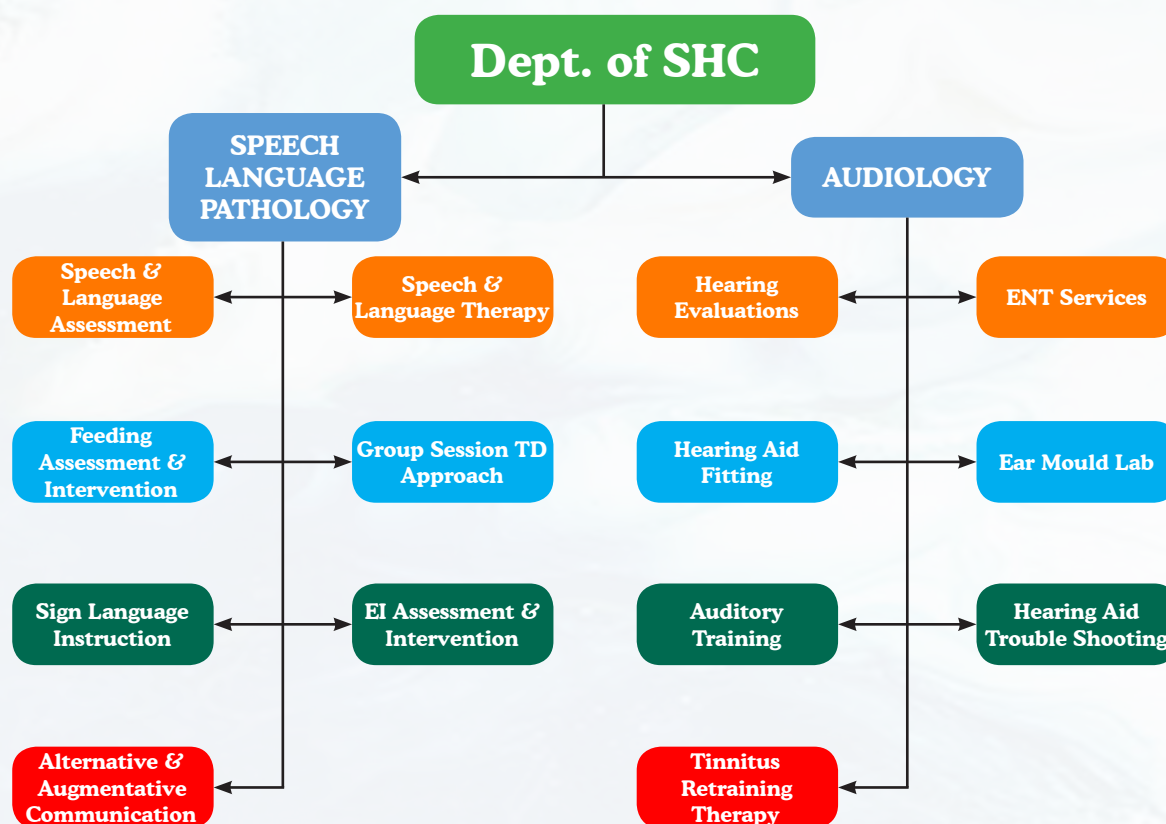 Dept. of SHC
SPEECH
LANGUAGE
PATHOLOGY
AUDIOLOGY
Speech &
Language
Assessment
Speech &
Language Therapy
Hearing
Evaluations
ENT Services
Feeding
Assessment &
Intervention
Group Session TD
Approach
Hearing Aid
Fitting
Ear Mould Lab
Sign Language
Instruction
EI Assessment &
Intervention
Auditory
Training
Hearing Aid
Trouble Shooting
Alternative &
Augmentative
Communication
Tinnitus
Retraining
Therapy